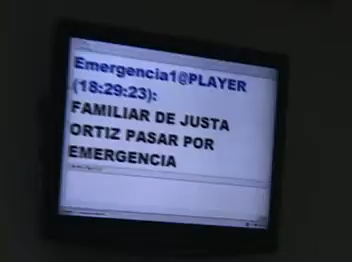 Emergencia1@PLAYER
(18:29:23):
FAMILIAR DE JUSTA
ORTIZ PASAR POR
EMERGENCIA